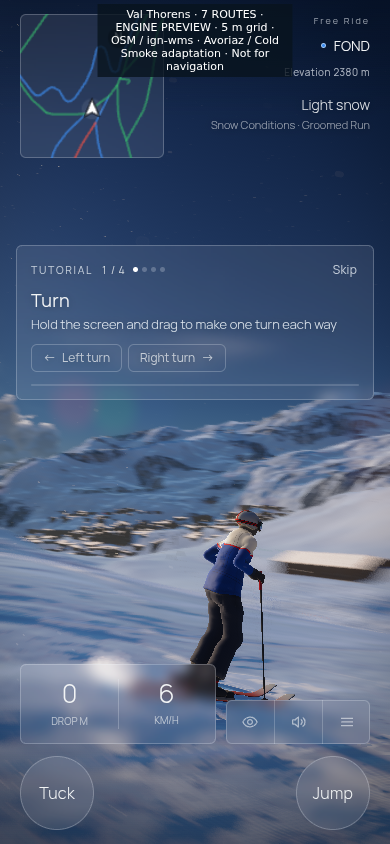 Val Thorens · 7 ROUTES ·
ENGINE PREVIEW · 5 m grid ·
OSM / ign-wms · Avoriaz / Cold
Smoke adaptation · Not for
navigation
Free Ride
FOND
Elevation 2380 m
Light snow
Snow Conditions · Groomed Run
TUTORIAL 1 / 4
Skip
Turn
Hold the screen and drag to make one turn each way
← Left turn
Right turn →
0
DROP M
6
KM/H
Tuck
Jump